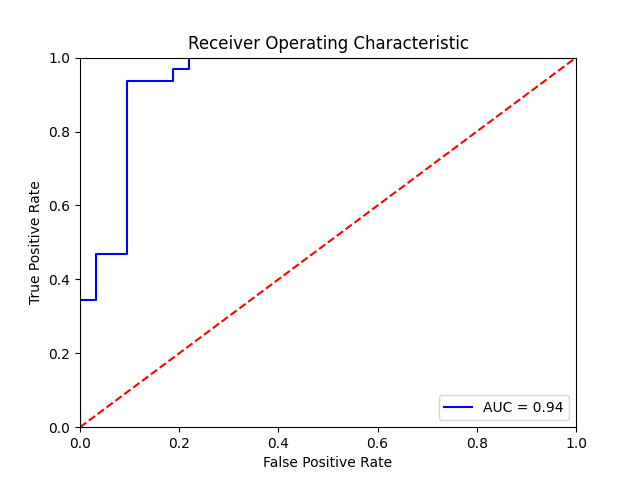 Receiver Operating Characteristic
1.0
0.8
0.6
0.4
0.2
0.0
True Positive Rate
AUC = 0.94
0.0 0.2 0.4 0.6 0.8 1.0
False Positive Rate